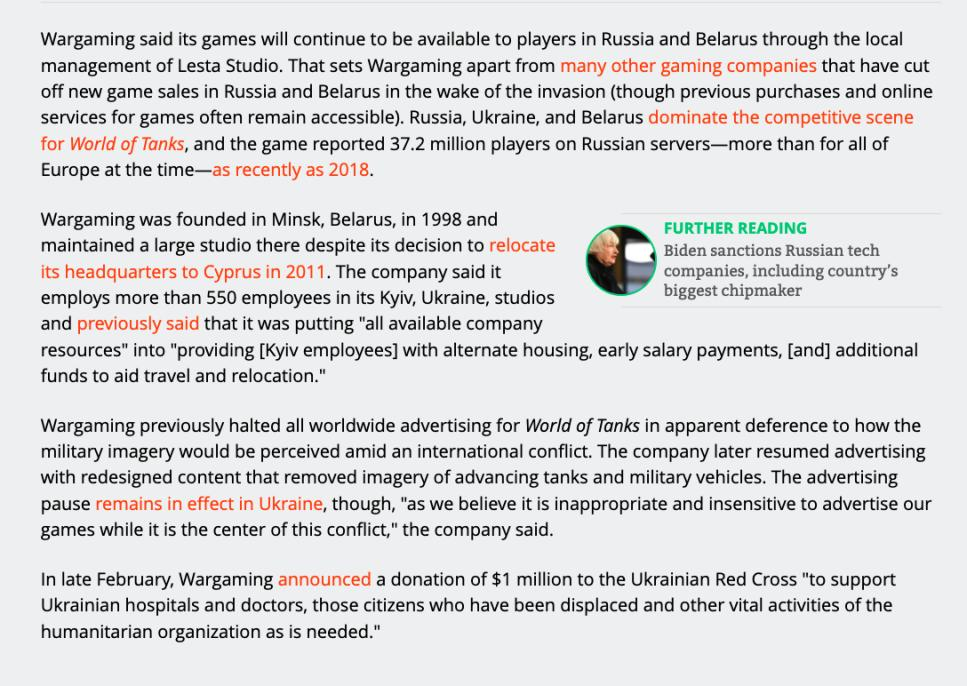 Wargaming said its games will continue to be available to players in Russia and Belarus through the local
management of Lesta Studio. That sets Wargaming apart from many other gaming companies that have cut
off new game sales in Russia and Belarus in the wake of the invasion (though previous purchases and online
services for games often remain accessible). Russia, Ukraine, and Belarus dominate the competitive scene
for World of Tanks, and the game reported 37.2 million players on Russian servers—more than for all of
Europe at the time—as recently as 2018.
Wargaming was founded in Minsk, Belarus, in 1998 and
maintained a large studio there despite its decision to relocate
its headquarters to Cyprus in 2011. The company said it
employs more than 550 employees in its Kyiv, Ukraine, studios
and previously said that it was putting "all available company
resources" into "providing [Kyiv employees] with alternate housing, early salary payments, [and] additional
funds to aid travel and relocation."
FURTHER READING
Biden sanctions Russian tech
companies, including country’s
biggest chipmaker
Wargaming previously halted all worldwide advertising for World of Tanks in apparent deference to how the
military imagery would be perceived amid an international conflict. The company later resumed advertising
with redesigned content that removed imagery of advancing tanks and military vehicles. The advertising
pause remains in effect in Ukraine, though, "as we believe it is inappropriate and insensitive to advertise our
games while it is the center of this conflict," the company said.
In late February, Wargaming announced a donation of $1 million to the Ukrainian Red Cross "to support
Ukrainian hospitals and doctors, those citizens who have been displaced and other vital activities of the
humanitarian organization as is needed."